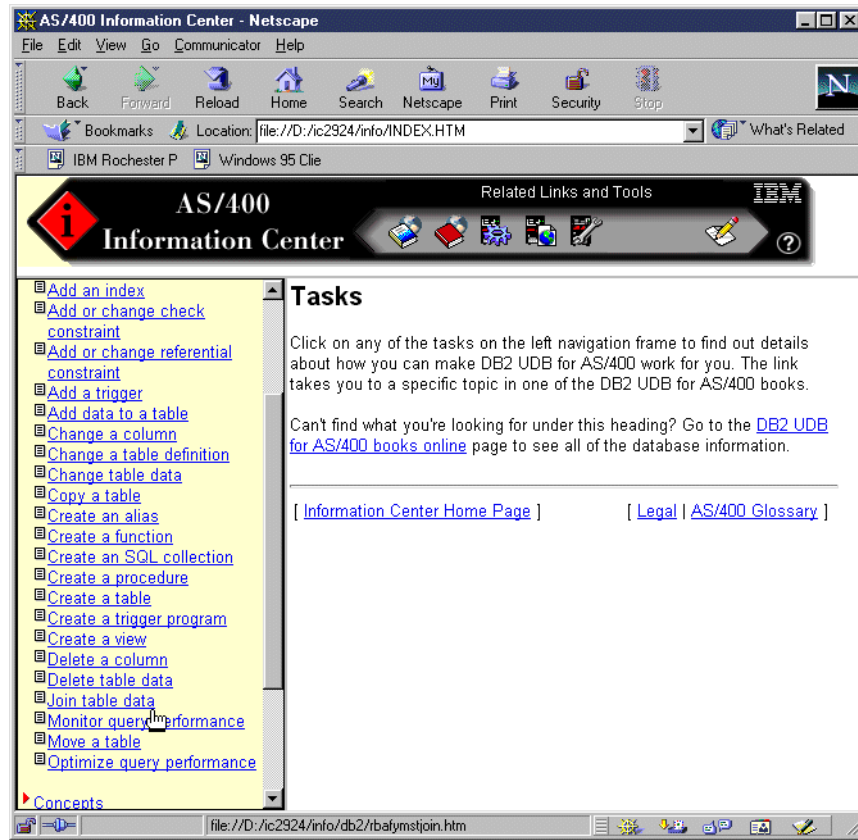 AS/400 Information Center - Netscape
File Edit View Go Communicator Help
Back Forward Reload Home Search Netscape Print Security Stop
My
N
Bookmarks Location: file://D:/ic2924/info/INDEX.HTM What's Related
IBM Rochester P Windows 95 Clie
AS/400
Information Center
Related Links and Tools
IBM
i
?
Add an index
Add or change check
constraint
Add or change referential
constraint
Add a trigger
Add data to a table
Change a column
Change a table definition
Change table data
Copy a table
Create an alias
Create a function
Create an SQL collection
Create a procedure
Create a table
Create a trigger program
Create a view
Delete a column
Delete table data
Join table data
Monitor query performance
Move a table
Optimize query performance
Concepts
Tasks
Click on any of the tasks on the left navigation frame to find out details
about how you can make DB2 UDB for AS/400 work for you. The link
takes you to a specific topic in one of the DB2 UDB for AS/400 books.
Can't find what you're looking for under this heading? Go to the DB2 UDB
for AS/400 books online page to see all of the database information.
[ Information Center Home Page ] [ Legal | AS/400 Glossary ]
file://D:/ic2924/info/db2/rbafymstjoin.htm